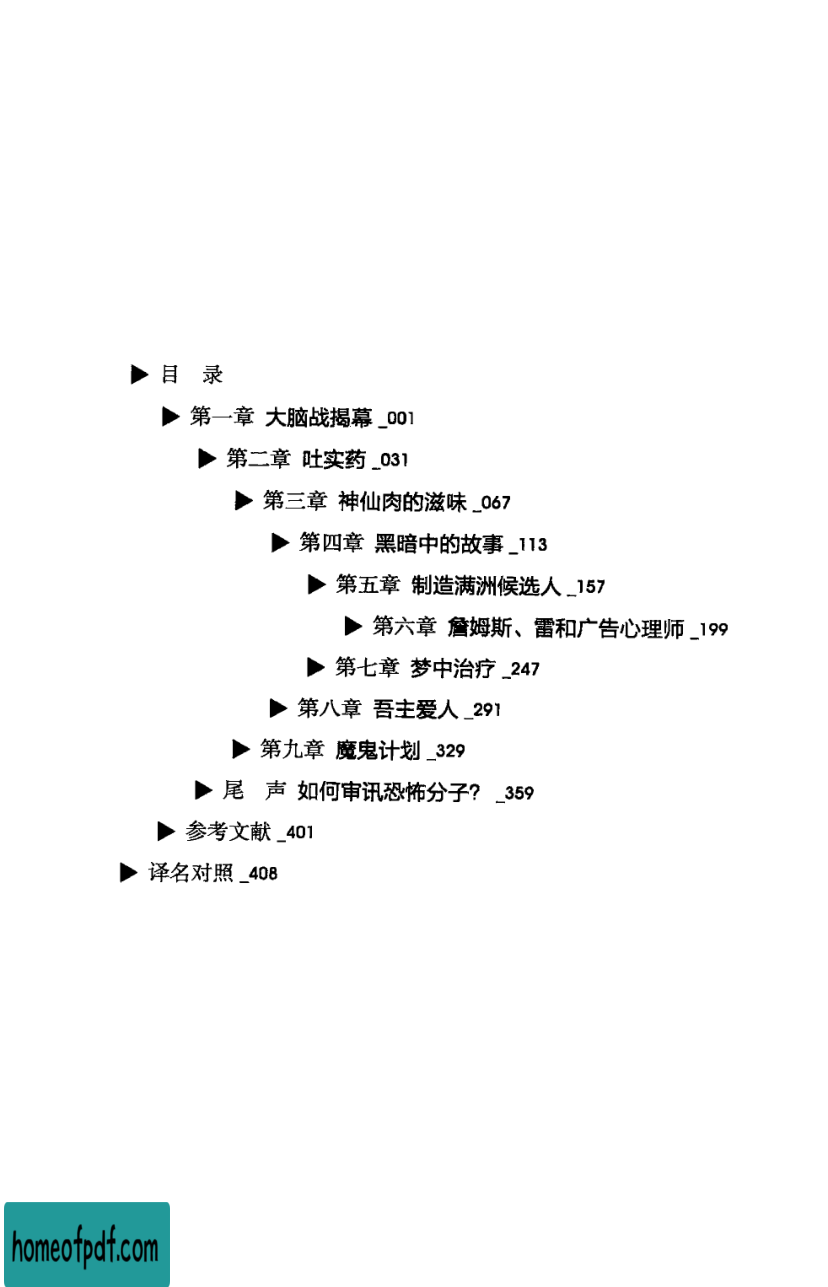 ▶ 目 录
▶ 第一章 大脑战揭幕 _001
▶ 第二章 吐实药 _031
▶ 第三章 神仙肉的滋味 _067
▶ 第四章 黑暗中的故事 _113
▶ 第五章 制造满洲候选人 _157
▶ 第六章 詹姆斯、雷和广告心理师 _199
▶ 第七章 梦中治疗 _247
▶ 第八章 吾主爱人 _291
▶ 第九章 魔鬼计划 _329
▶ 尾 声 如何审讯恐怖分子？ _359
▶ 参考文献 _401
▶ 译名对照 _408
homeofpdf.com